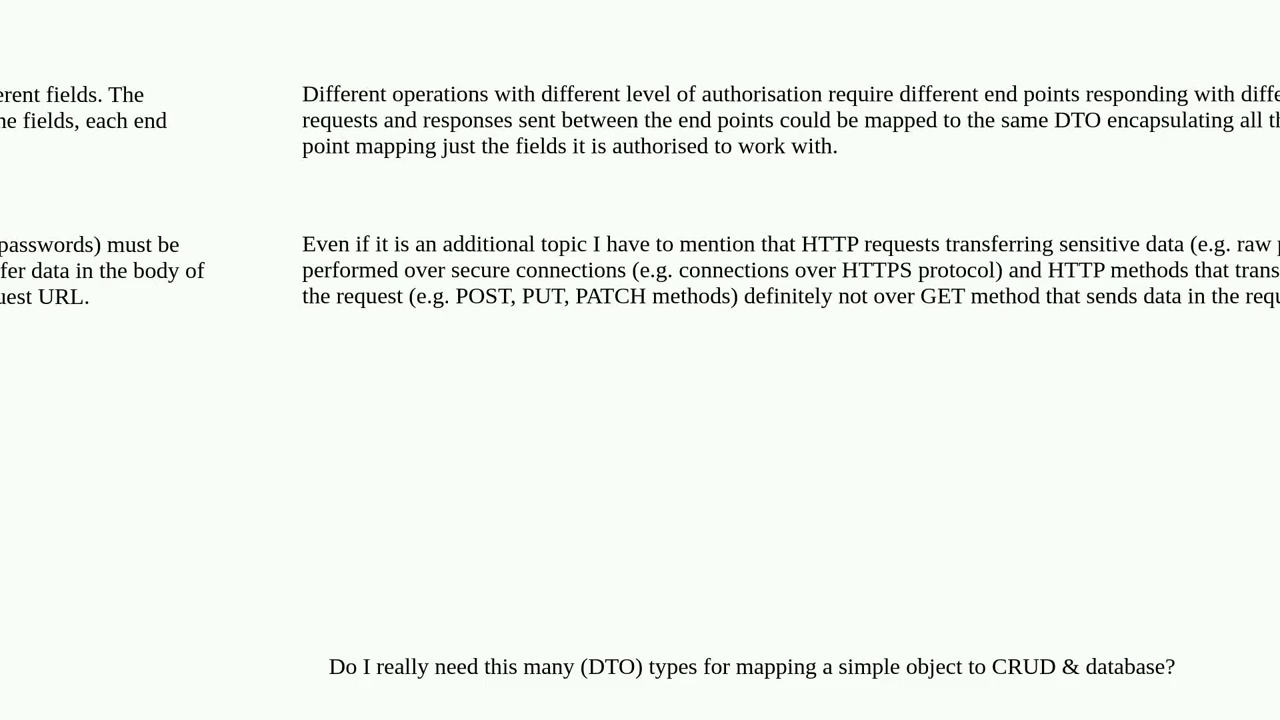 erent fields. The
he fields, each end
Different operations with different level of authorisation require different end points responding with diffe
requests and responses sent between the end points could be mapped to the same DTO encapsulating all th
point mapping just the fields it is authorised to work with.
passwords) must be
fer data in the body of
uest URL.
Even if it is an additional topic I have to mention that HTTP requests transferring sensitive data (e.g. raw p
performed over secure connections (e.g. connections over HTTPS protocol) and HTTP methods that trans
the request (e.g. POST, PUT, PATCH methods) definitely not over GET method that sends data in the requ
Do I really need this many (DTO) types for mapping a simple object to CRUD & database?